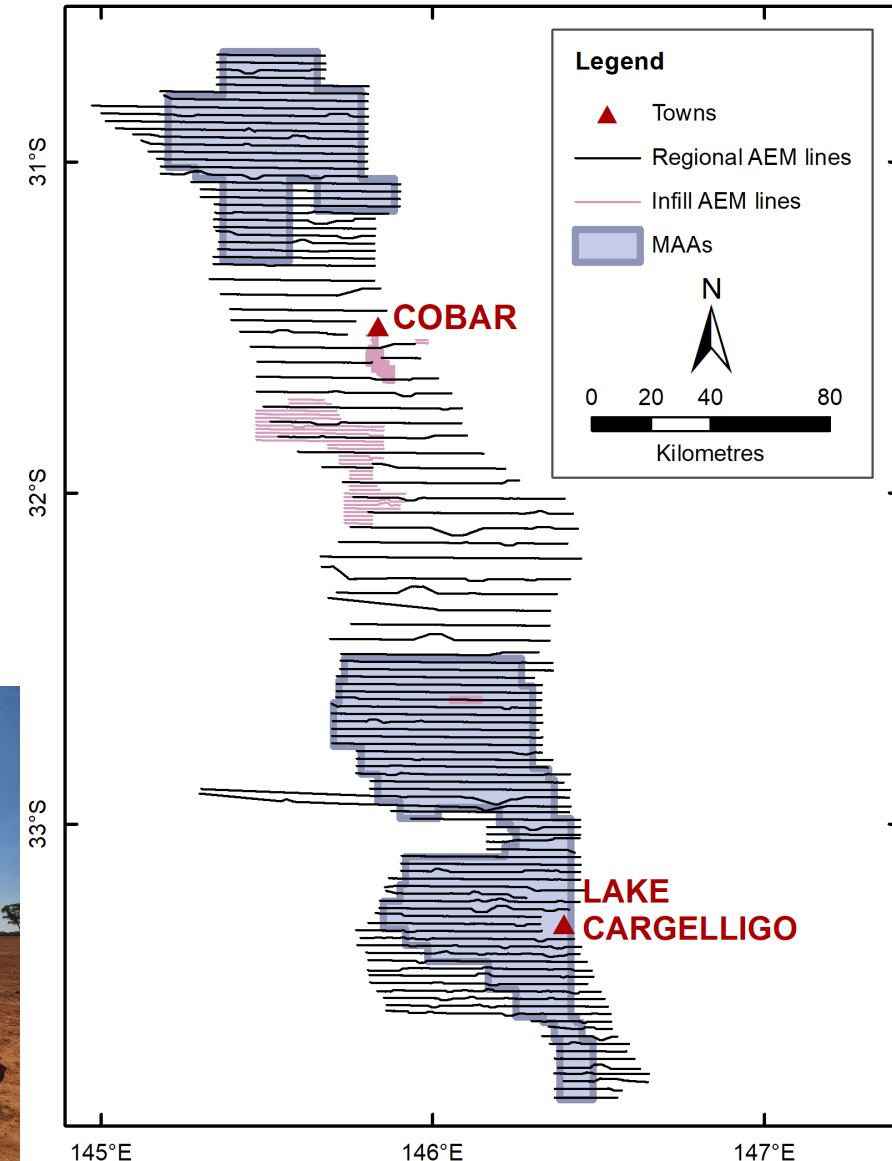 Legend
Towns
Regional AEM lines
Infill AEM lines
MAAs
N
0 20 40 80
Kilometres
31°S
COBAR
32°S
33°S
LAKE
CARGELLIGO
145°E 146°E 147°E